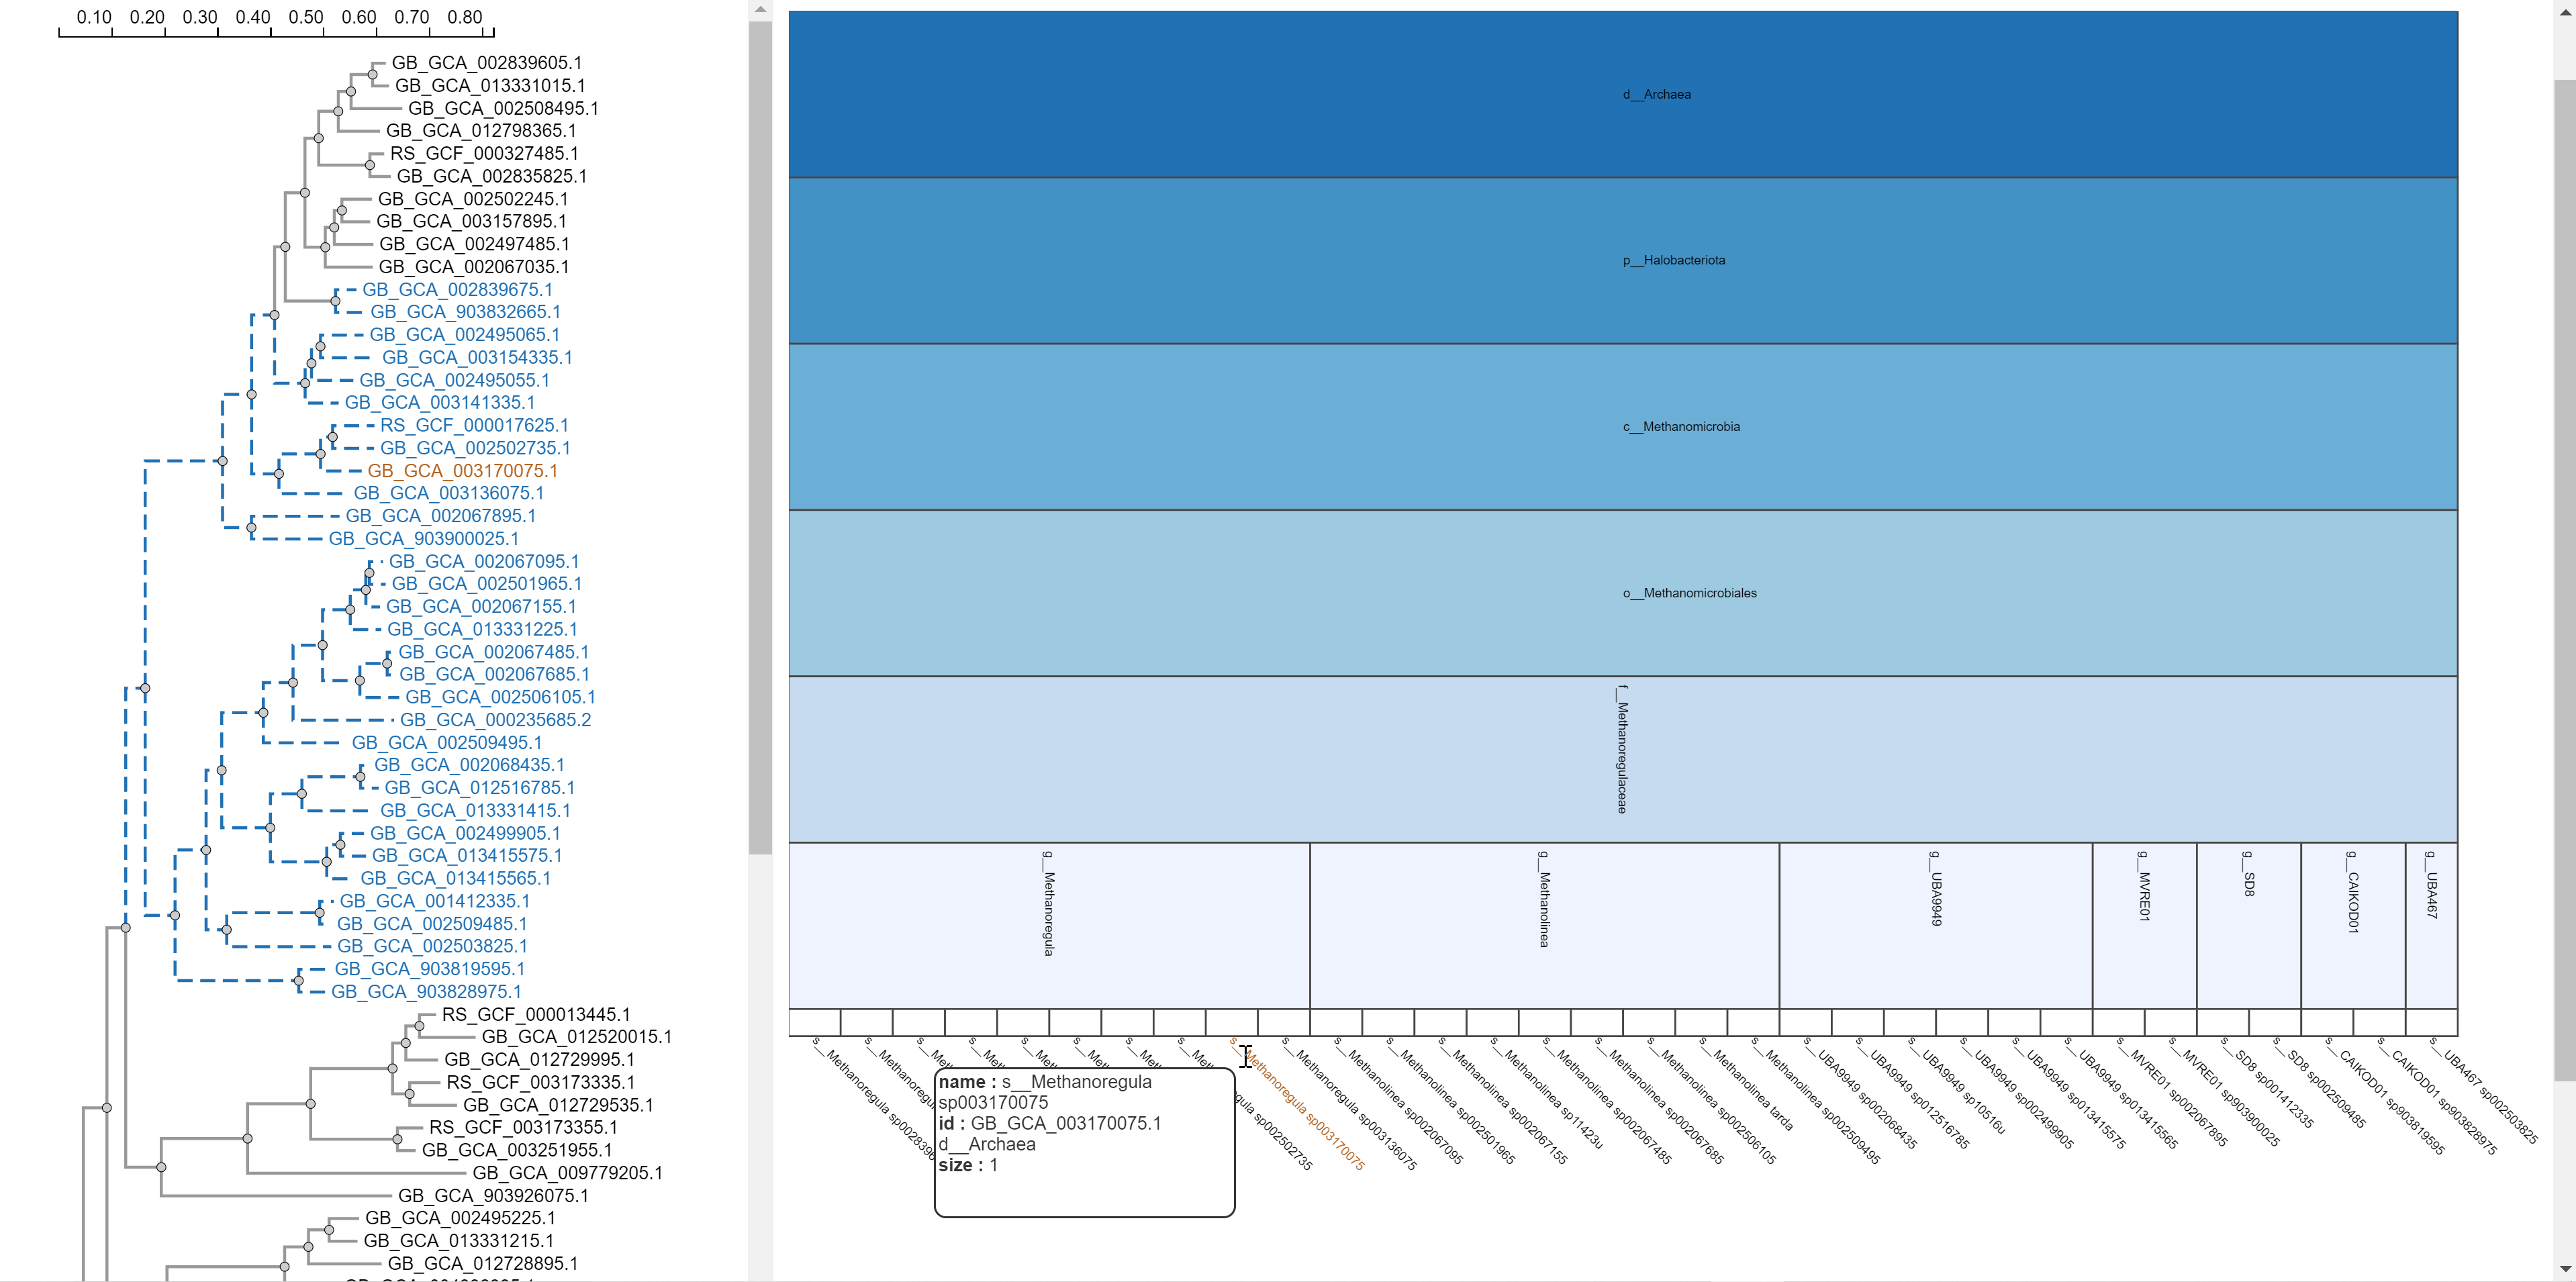 0.10 0.20 0.30 0.40 0.50 0.60 0.70 0.80
GB_GCA_002839605.1
GB_GCA_013331015.1
GB_GCA_002508495.1
GB_GCA_012798365.1
RS_GCF_000327485.1
GB_GCA_002835825.1
GB_GCA_002502245.1
GB_GCA_003157895.1
GB_GCA_002497485.1
GB_GCA_002067035.1
GB_GCA_002839675.1
GB_GCA_903832665.1
GB_GCA_002495065.1
GB_GCA_003154335.1
GB_GCA_002495055.1
GB_GCA_003141335.1
RS_GCF_000017625.1
GB_GCA_002502735.1
GB_GCA_003170075.1
GB_GCA_003136075.1
GB_GCA_002067895.1
GB_GCA_903900025.1
GB_GCA_002067095.1
GB_GCA_002501965.1
GB_GCA_002067155.1
GB_GCA_013331225.1
GB_GCA_002067485.1
GB_GCA_002067685.1
GB_GCA_002506105.1
GB_GCA_000235685.2
GB_GCA_002509495.1
GB_GCA_002068435.1
GB_GCA_012516785.1
GB_GCA_013331415.1
GB_GCA_002499905.1
GB_GCA_013415575.1
GB_GCA_013415565.1
GB_GCA_001412335.1
GB_GCA_002509485.1
GB_GCA_002503825.1
GB_GCA_903819595.1
GB_GCA_903828975.1
RS_GCF_000013445.1
GB_GCA_012520015.1
GB_GCA_012729995.1
RS_GCF_003173335.1
GB_GCA_012729535.1
RS_GCF_003173355.1
GB_GCA_003251955.1
GB_GCA_009779205.1
GB_GCA_903926075.1
GB_GCA_002495225.1
GB_GCA_013331215.1
GB_GCA_012728895.1
d__Archaea
p__Halobacteriota
c__Methanomicrobia
o__Methanomicrobiales
f__Methanoregulaceae
g__Methanoregula
g__Methanolinea
g__UBA9949
g__MVRE01
g__SD8
g__CAIKOD01
g__UBA467
s__Methanoregula
s__Methanoregula sp003170075
s__Methanoregula sp003136075
s__Methanolinea sp002067095
s__Methanolinea sp002501965
s__Methanolinea sp002067155
s__Methanolinea sp11423u
s__Methanolinea sp002067485
s__Methanolinea sp002067685
s__Methanolinea sp002506105
s__Methanolinea tarda
s__Methanolinea sp002509495
s__UBA9949 sp002068435
s__UBA9949 sp012516785
s__UBA9949 sp10516u
s__UBA9949 sp002499905
s__UBA9949 sp013415575
s__UBA9949 sp013415565
s__MVRE01 sp002067895
s__MVRE01 sp903900025
s__SD8 sp001412335
s__SD8 sp002509485
s__CAIKOD01 sp903819595
s__CAIKOD01 sp903828975
s__UBA467 sp002503825
name : s__Methanoregula
sp003170075
id : GB_GCA_003170075.1
d__Archaea
size : 1